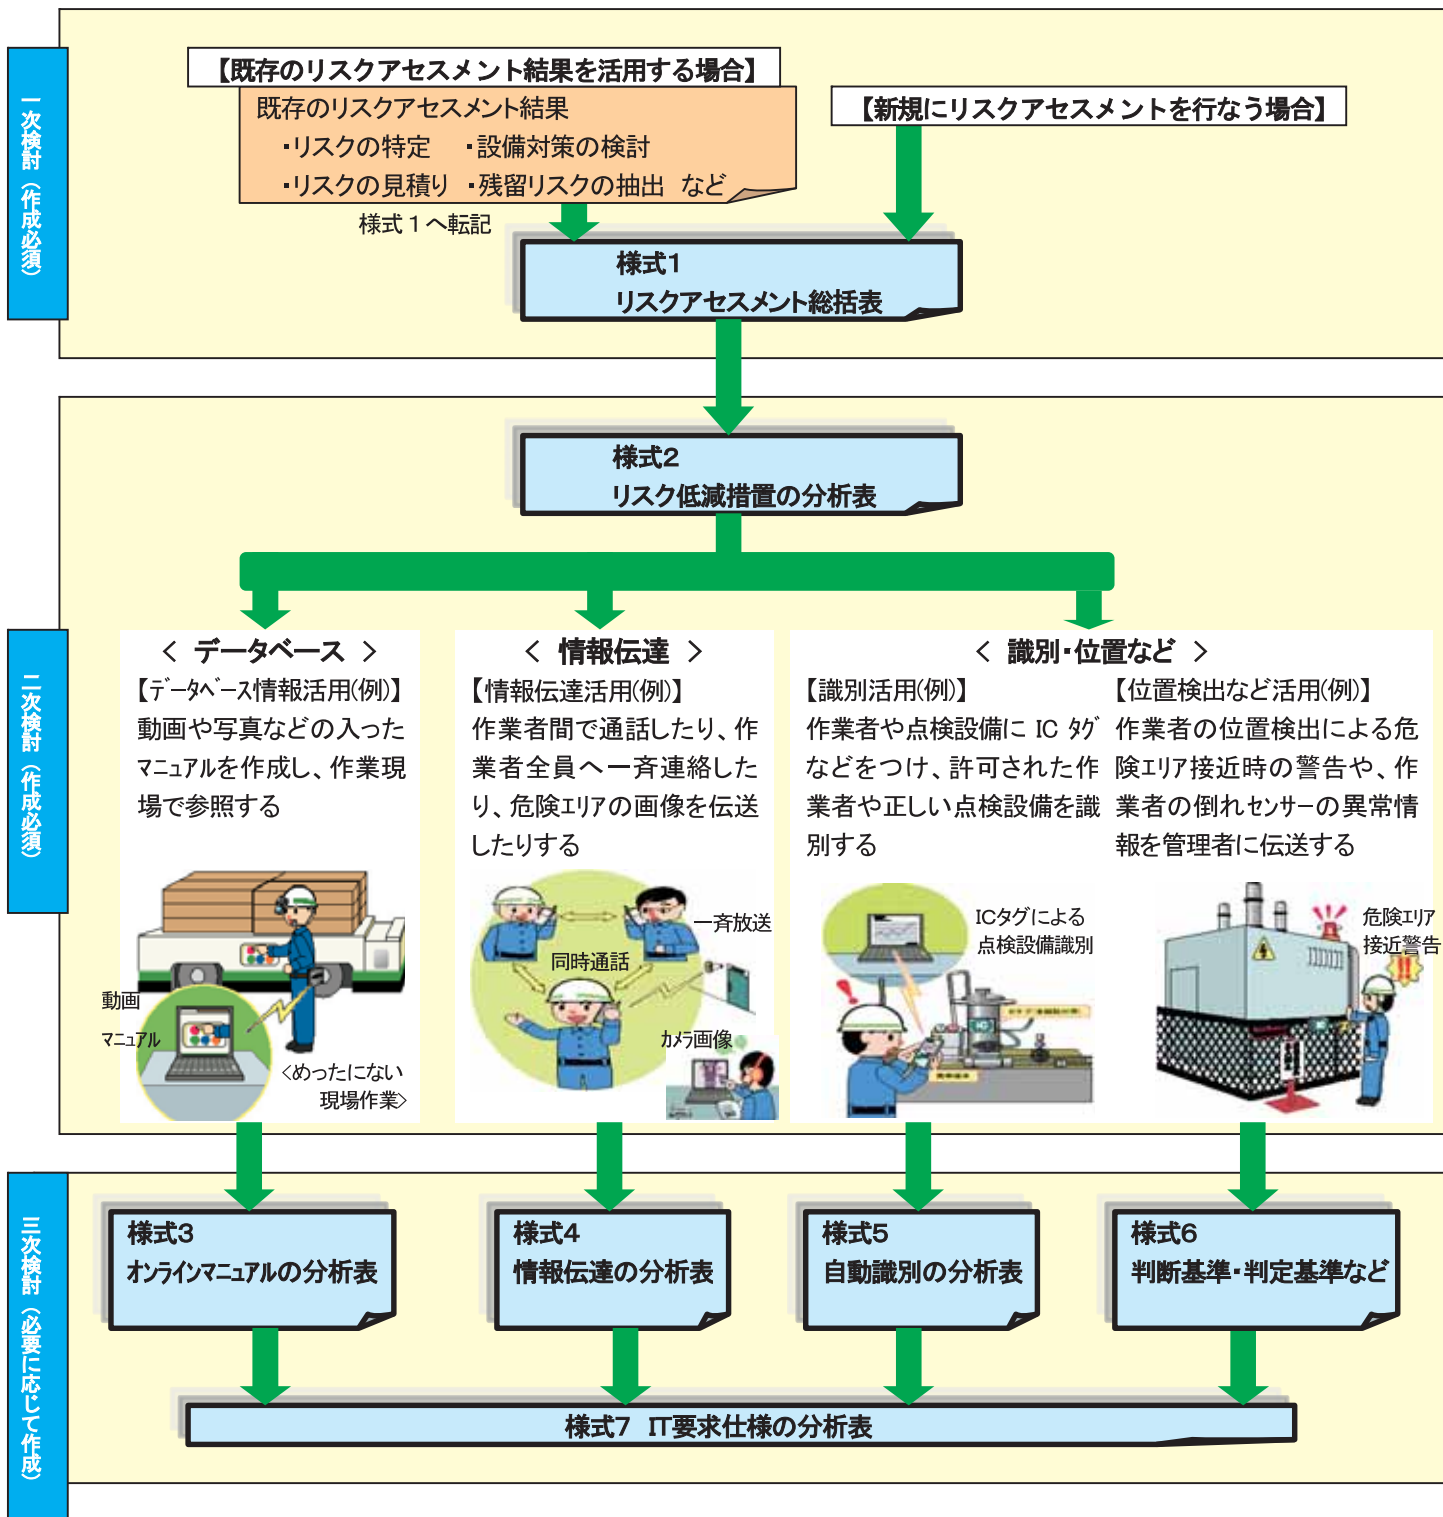 一次検討（作成必須）
【既存のリスクアセスメント結果を活用する場合】
既存のリスクアセスメント結果
・リスクの特定　・設備対策の検討
・リスクの見積り ・残留リスクの抽出 など
【新規にリスクアセスメントを行なう場合】
様式１へ転記
様式1
リスクアセスメント総括表
二次検討（作成必須）
様式2
リスク低減措置の分析表
＜ データベース ＞
【データベース情報活用(例)】
動画や写真などの入った
マニュアルを作成し、作業現
場で参照する
動画
マニュアル
<めったにない
現場作業>
＜ 情報伝達 ＞
【情報伝達活用(例)】
作業者間で通話したり、作
業者全員へ一斉連絡した
り、危険エリアの画像を伝送
したりする
一斉放送
同時通話
カメラ画像
＜ 識別・位置など ＞
【識別活用(例)】
作業者や点検設備に IC タグ
などをつけ、許可された作
業者や正しい点検設備を識
別する
ICタグによる
点検設備識別
【位置検出など活用(例)】
作業者の位置検出による危
険エリア接近時の警告や、作
業者の倒れセンサーの異常情
報を管理者に伝送する
危険エリア
接近警告
三次検討（必要に応じて作成）
様式3
オンラインマニュアルの分析表
様式4
情報伝達の分析表
様式5
自動識別の分析表
様式6
判断基準・判定基準など
様式7 IT要求仕様の分析表